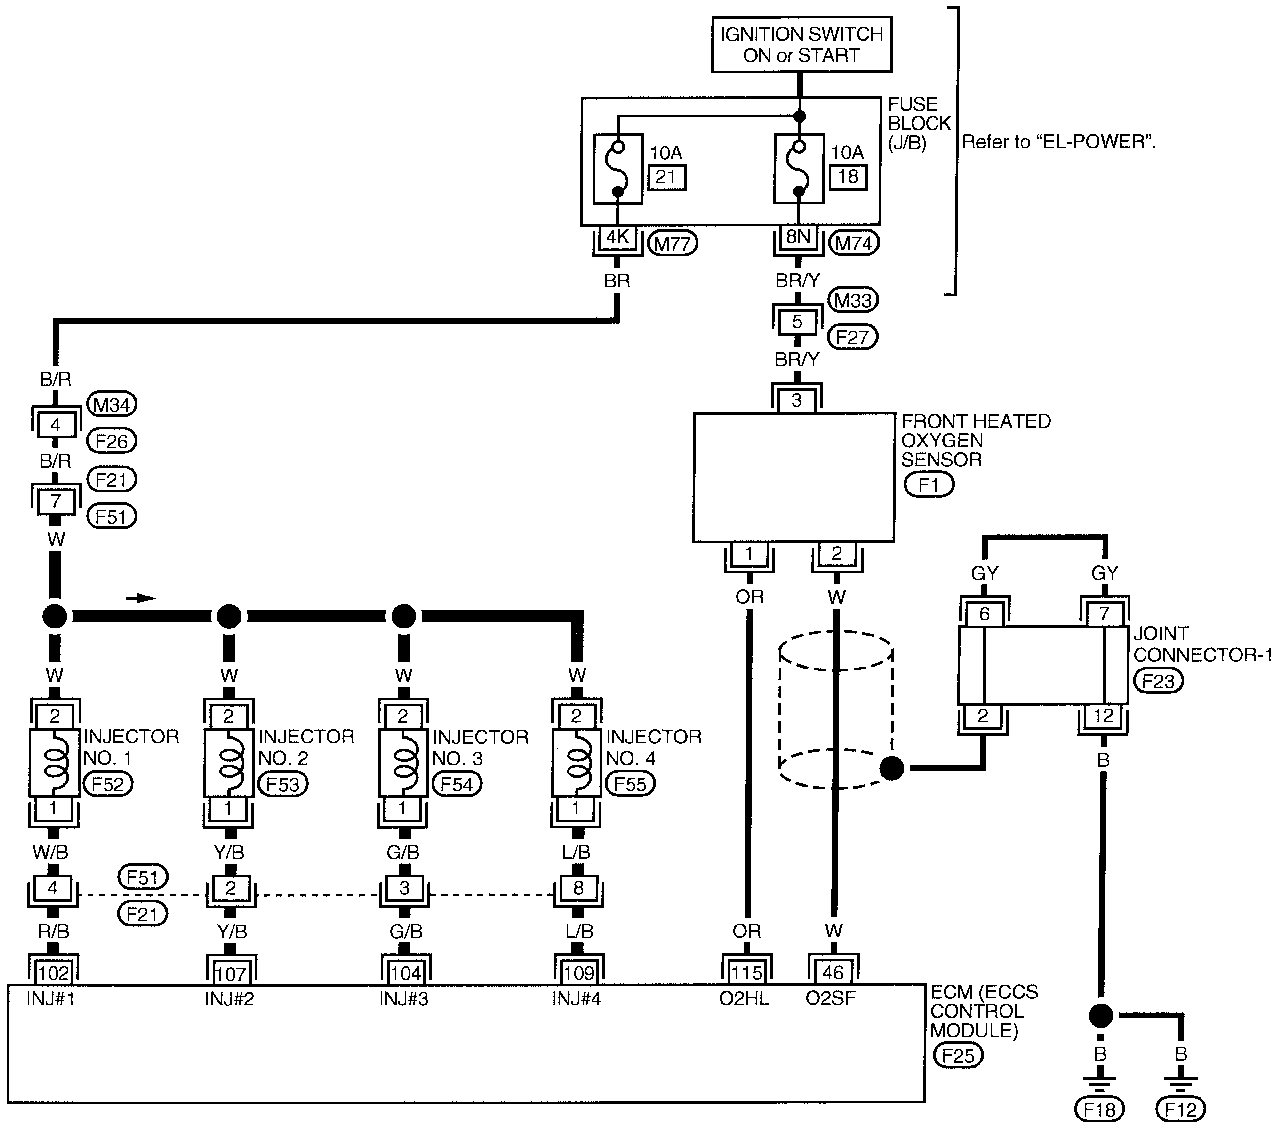 IGNITION SWITCH
ON or START
FUSE
BLOCK
(J/B)
Refer to “EL-POWER”.
10A
21
10A
18
4K
M77
8N
M74
BR
BR/Y
M33
5
F27
BR/Y
3
B/R
M34
4
F26
B/R
F21
7
F51
W
FRONT HEATED
OXYGEN
SENSOR
F1
1
2
OR
W
GY
GY
6
7
JOINT
CONNECTOR-1
F23
2
12
B
W
W
W
W
2
2
2
2
INJECTOR
NO. 1
F52
INJECTOR
NO. 2
F53
INJECTOR
NO. 3
F54
INJECTOR
NO. 4
F55
1
1
1
1
W/B
Y/B
G/B
L/B
F51
4
2
3
8
F21
R/B
Y/B
G/B
L/B
OR
W
102
107
104
109
115
46
INJ#1
INJ#2
INJ#3
INJ#4
O2HL
O2SF
ECM (ECCS
CONTROL
MODULE)
F25
B
B
F18
F12